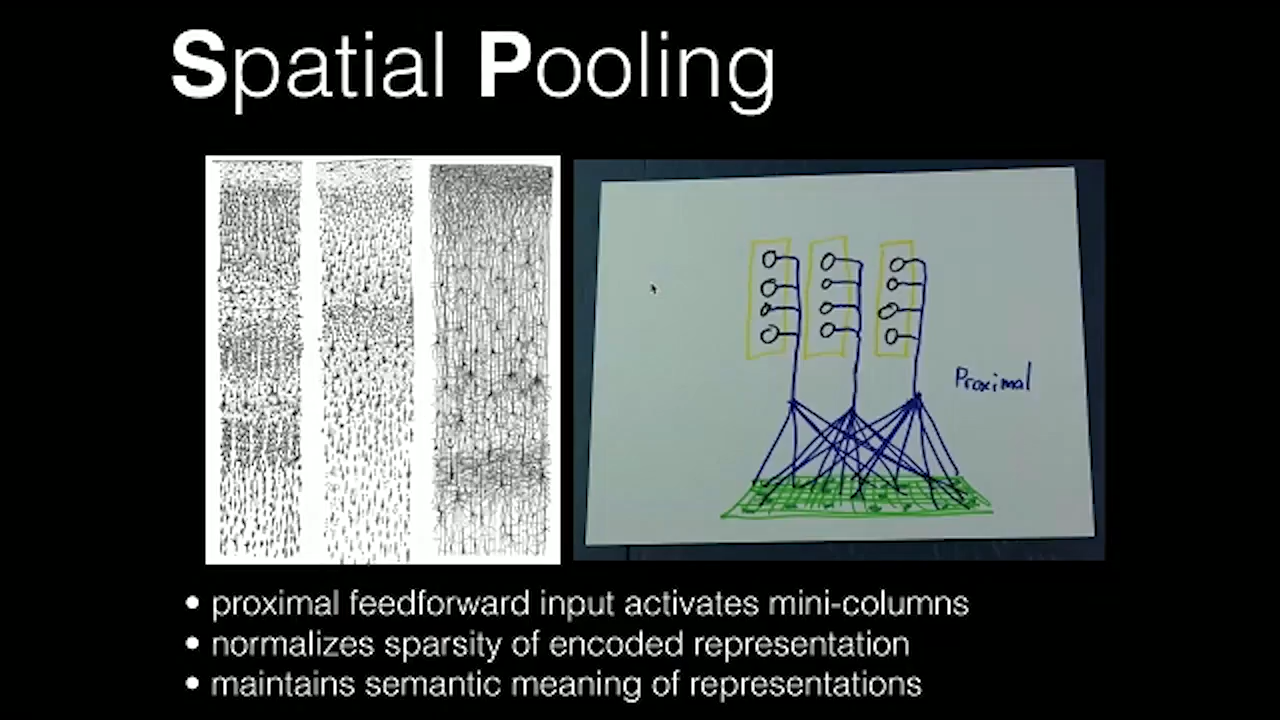 Spatial Pooling
Proximal
• proximal feedforward input activates mini-columns
• normalizes sparsity of encoded representation
• maintains semantic meaning of representations